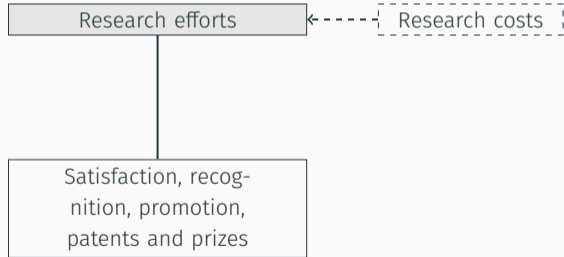 Research efforts
Research costs
Satisfaction, recog-
nition, promotion,
patents and prizes